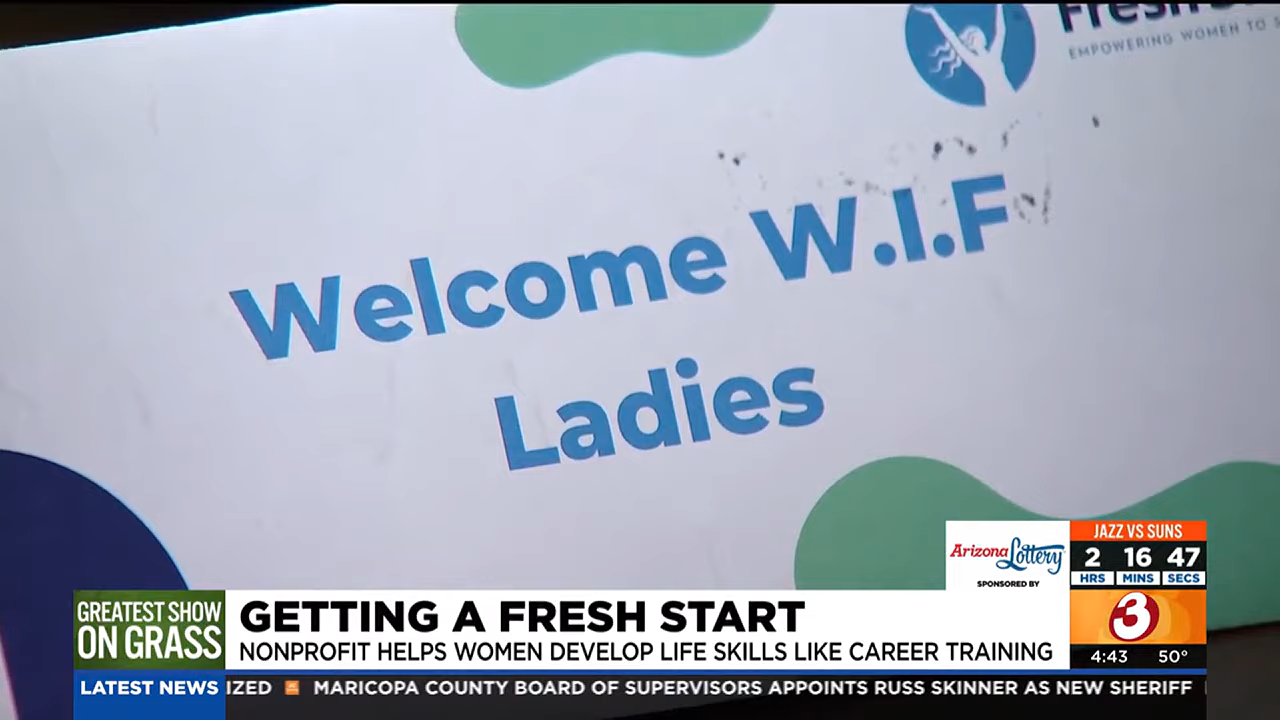 EMPOWERING WOMEN TO
Welcome W.I.F
Ladies
Arizona Lottery
SPONSORED BY
JAZZ VS SUNS
2 16 47
HRS MINS SECS
3
4:43 50°
GREATEST SHOW
ON GRASS
GETTING A FRESH START
NONPROFIT HELPS WOMEN DEVELOP LIFE SKILLS LIKE CAREER TRAINING
LATEST NEWS IZED MARICOPA COUNTY BOARD OF SUPERVISORS APPOINTS RUSS SKINNER AS NEW SHERIFF